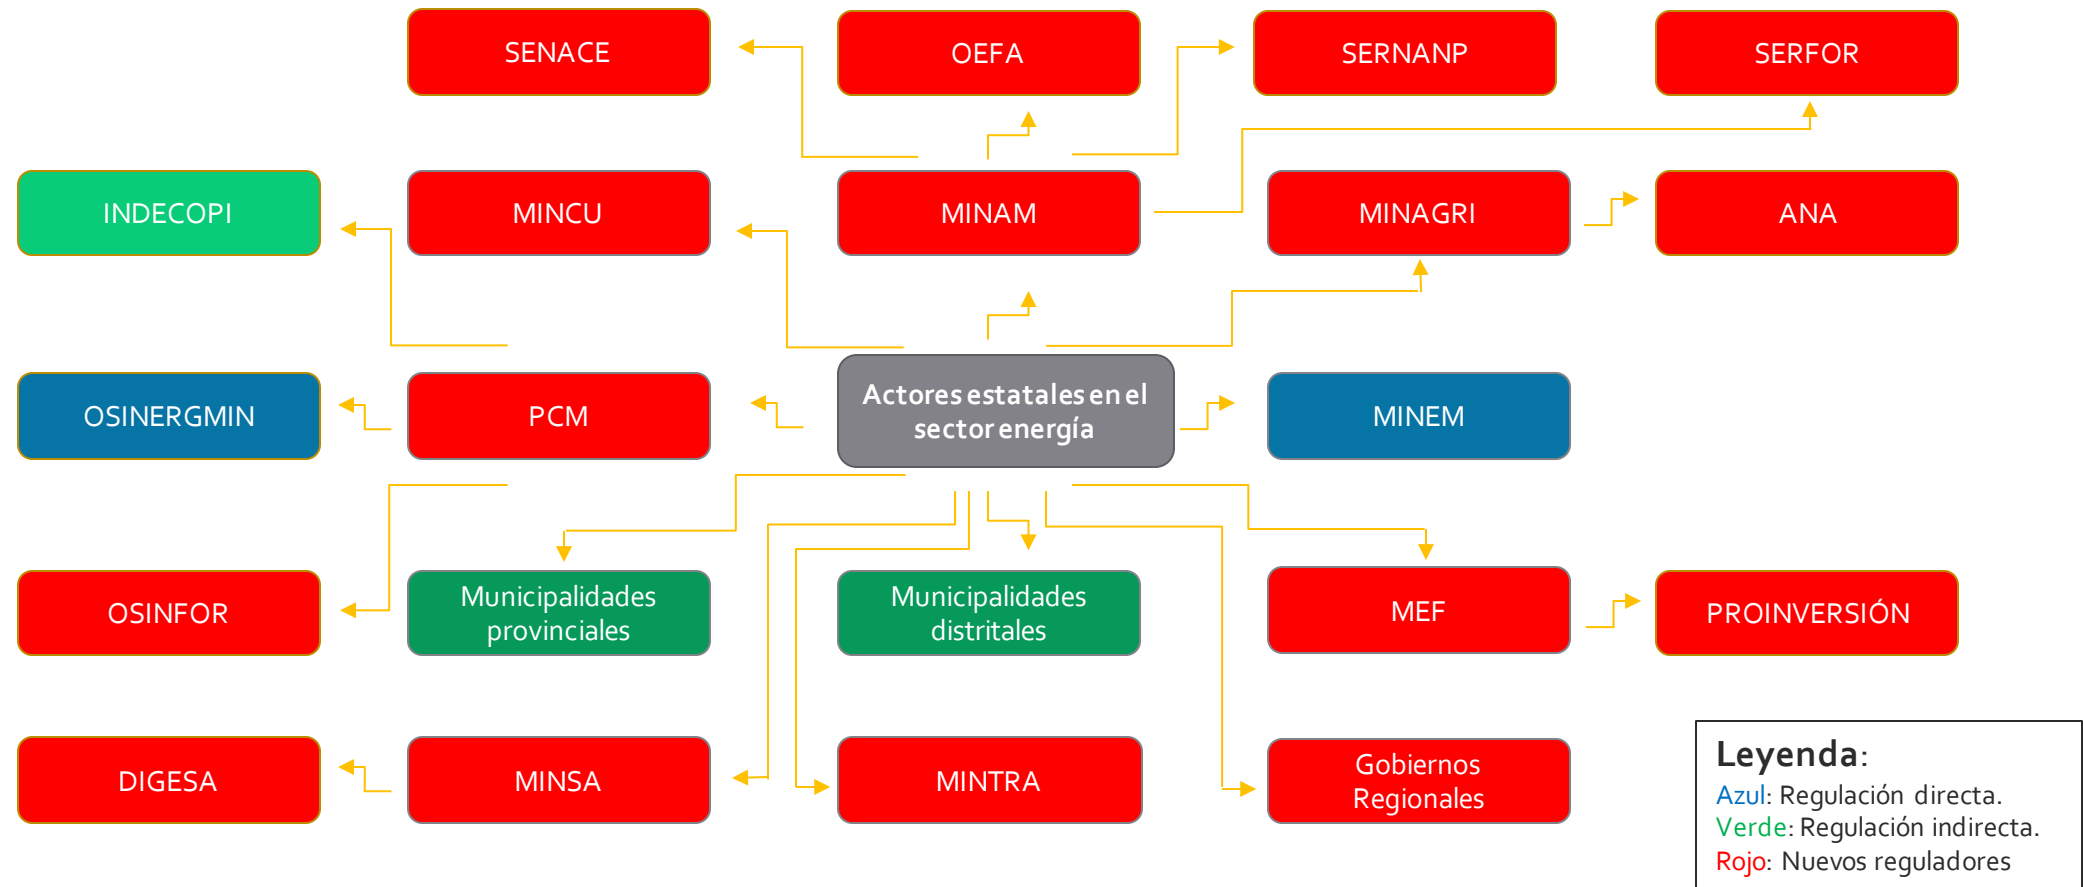 SENACE
OEFA
SERNANP
SERFOR
INDECOPI
MINCU
MINAM
MINAGRI
ANA
OSINERGMIN
PCM
Actores estatales en el
sector energía
MINEM
OSINFOR
Municipalidades
provinciales
Municipalidades
distritales
MEF
PROINVERSIÓN
DIGESA
MINSA
MINTRA
Gobiernos
Regionales
Leyenda:
Azul: Regulación directa.
Verde: Regulación indirecta.
Rojo: Nuevos reguladores